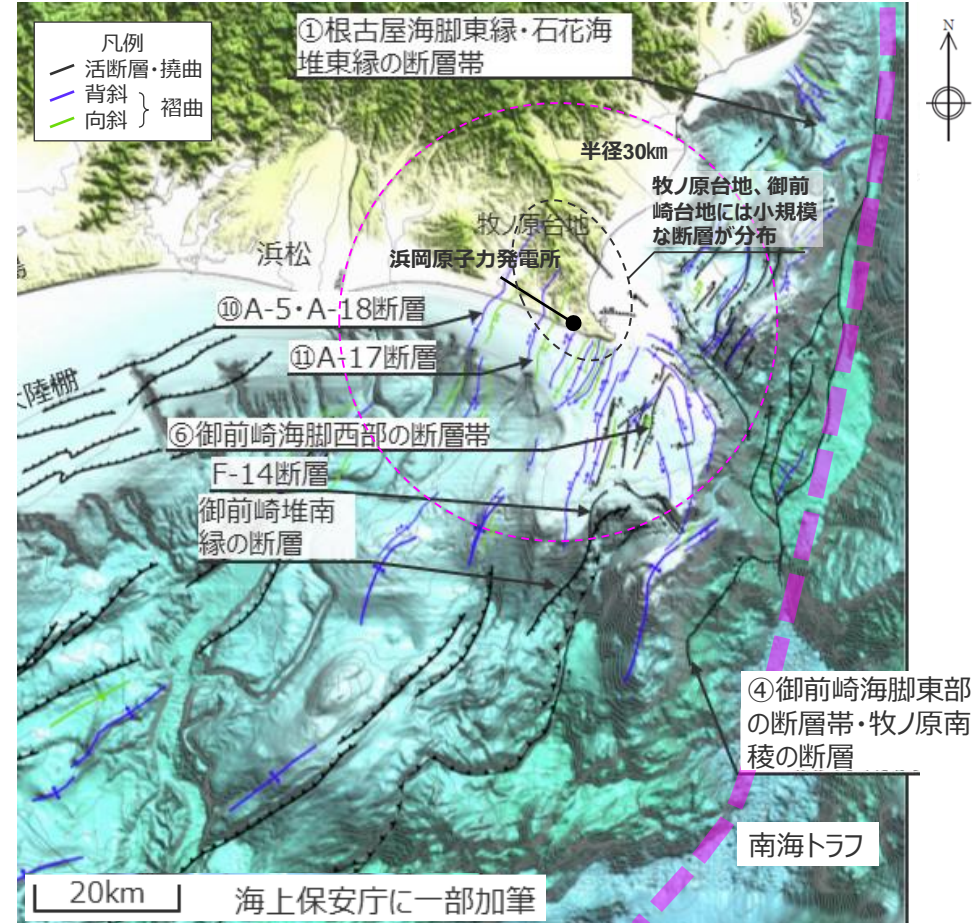 凡例
活断層・撓曲
背斜
向斜
褶曲
①根古屋海脚東縁・石花海
堆東縁の断層帯
N
半径30㎞
牧ノ原台地、御前
崎台地には小規模
な断層が分布
牧ノ原台地
浜松
浜岡原子力発電所
⑩A-5・A-18断層
⑪A-17断層
大陸棚
⑥御前崎海脚西部の断層帯
F-14断層
御前崎堆南
縁の断層
④御前崎海脚東部
の断層帯・牧ノ原南
稜の断層
南海トラフ
20km
海上保安庁に一部加筆